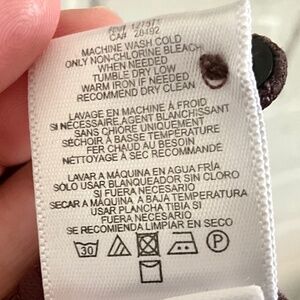 CA# 28492
MACHINE WASH COLD
ONLY NON-CHLORINE BLEACH
WHEN NEEDED
TUMBLE DRY LOW
WARM IRON IF NEEDED
RECOMMEND DRY CLEAN
LAVAGE EN MACHINE À FROID
SI NÉCESSAIRE AGENT BLANCHISSANT
SANS CHLORE UNIQUEMENT
SÉCHOIR À BASSE TEMPÉRATURE
FER CHAUD AU BESOIN
NETTOYAGE À SEC RECOMMANDÉ
LAVAR A MÁQUINA EN AGUA FRÍA
SÓLO USAR BLANQUEADOR SIN CLORO
SI FUERA NECESARIO
SECAR A MÁQUINA A BAJA TEMPERATURA
USAR PLANCHA TIBIA SI
FUERA NECESARIO
SE RECOMIENDA LIMPIAR EN SECO
30 P